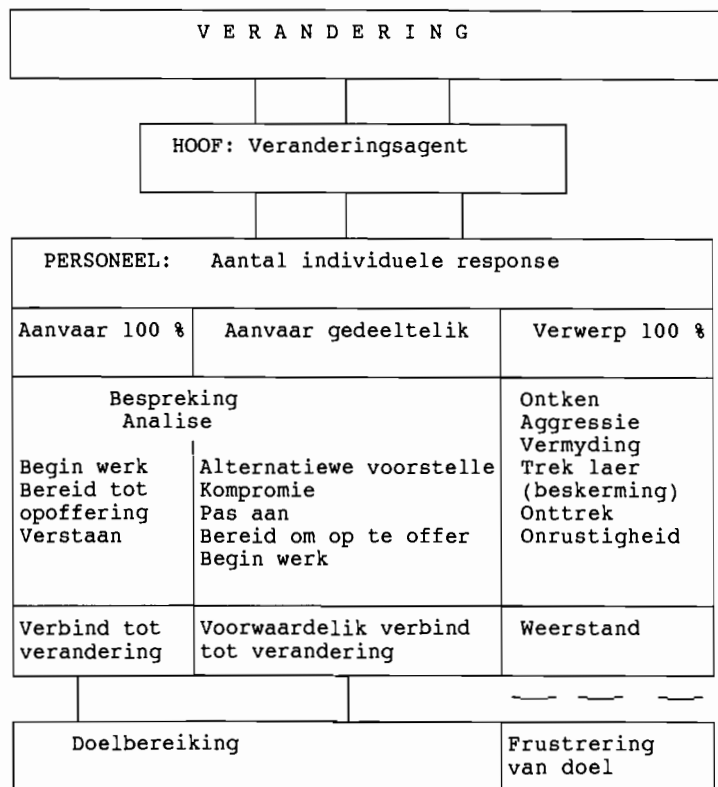 V E R A N D E R I N G
HOOF: Veranderingsagent
PERSONEEL: Aantal individuele response
Aanvaar 100 %
Aanvaar gedeeltelik
Verwerp 100 %
Bespreking
Analise
Begin werk
Bereid tot
opoffering
Verstaan
Alternatiewe voorstelle
Kompromie
Pas aan
Bereid om op te offer
Begin werk
Ontken
Aggressie
Vermyding
Trek laer
(beskerming)
Onttrek
Onrustigheid
Verbind tot
verandering
Voorwaardelik verbind
tot verandering
Weerstand
Doelbereiking
Frustrering
van doel